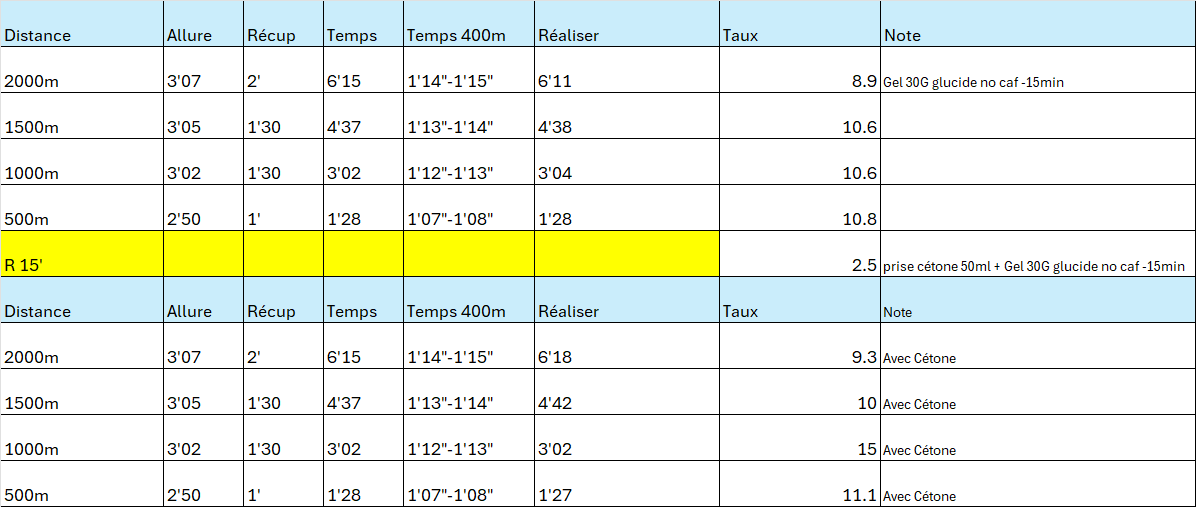 Distance Allure Récup Temps Temps 400m Réaliser Taux Note
2000m 3'07 2' 6'15 1'14"-1'15" 6'11 8.9 Gel 30G glucide no caf -15min
1500m 3'05 1'30 4'37 1'13"-1'14" 4'38 10.6
1000m 3'02 1'30 3'02 1'12"-1'13" 3'04 10.6
500m 2'50 1' 1'28 1'07"-1'08" 1'28 10.8
R 15' 2.5 prise cétone 50ml + Gel 30G glucide no caf -15min
Distance Allure Récup Temps Temps 400m Réaliser Taux Note
2000m 3'07 2' 6'15 1'14"-1'15" 6'18 9.3 Avec Cétone
1500m 3'05 1'30 4'37 1'13"-1'14" 4'42 10 Avec Cétone
1000m 3'02 1'30 3'02 1'12"-1'13" 3'02 15 Avec Cétone
500m 2'50 1' 1'28 1'07"-1'08" 1'27 11.1 Avec Cétone